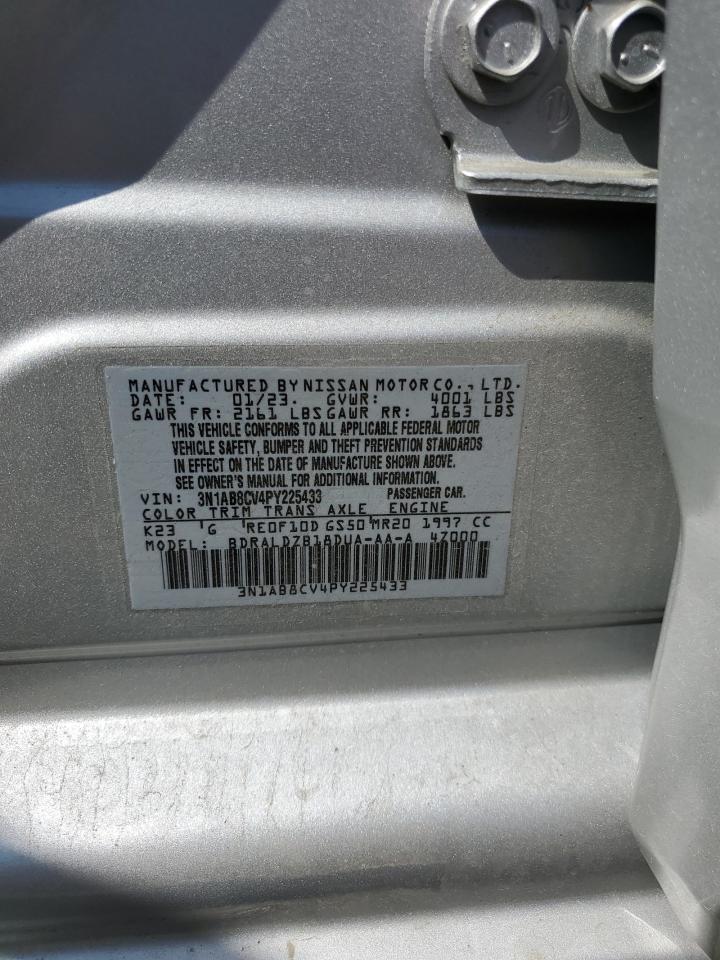 MANUFACTURED BY NISSAN MOTOR CO., LTD.
DATE: 01/23. GVWR: 4001 LBS
GAWR FR: 2161 LBS GAWR RR: 1863 LBS
THIS VEHICLE CONFORMS TO ALL APPLICABLE FEDERAL MOTOR
VEHICLE SAFETY, BUMPER AND THEFT PREVENTION STANDARDS
IN EFFECT ON THE DATE OF MANUFACTURE SHOWN ABOVE.
SEE OWNER'S MANUAL FOR ADDITIONAL INFORMATION.
VIN: 3N1AB8CV4PY225433 PASSENGER CAR.
COLOR TRIM TRANS AXLE ENGINE
K23 'G 'RE0F10D GS50'MR20 1997 CC
MODEL: BDRALDZB18DUA-AA-A 4Z000
3N1AB8CV4PY225433